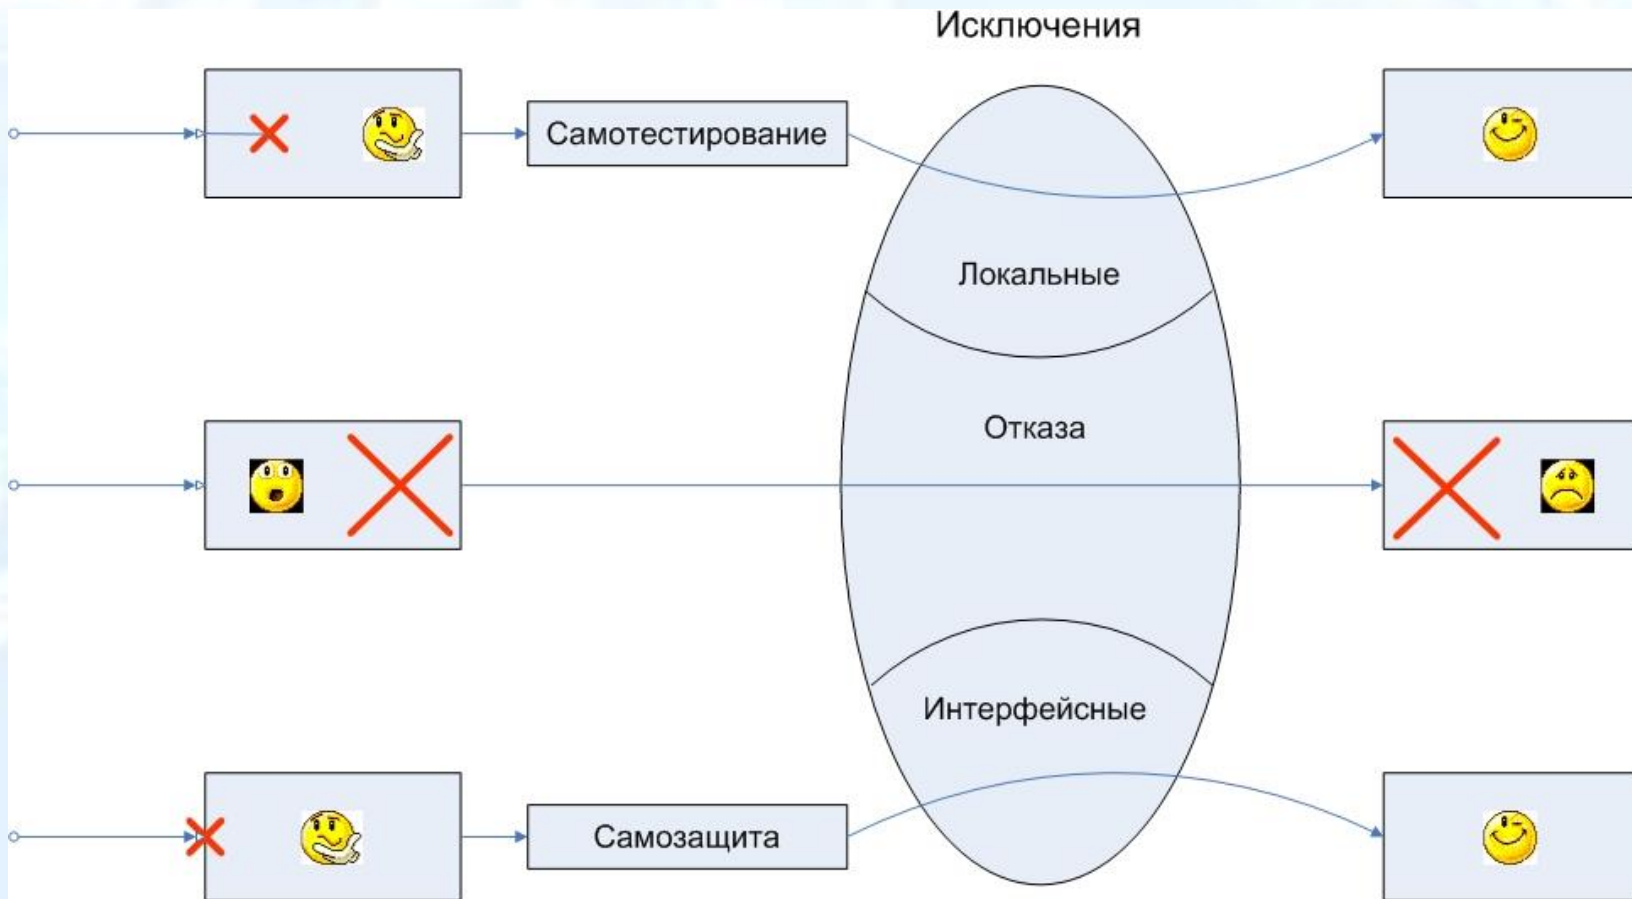 Исключения
Самотестирование
Локальные
Отказа
Интерфейсные
Самозащита